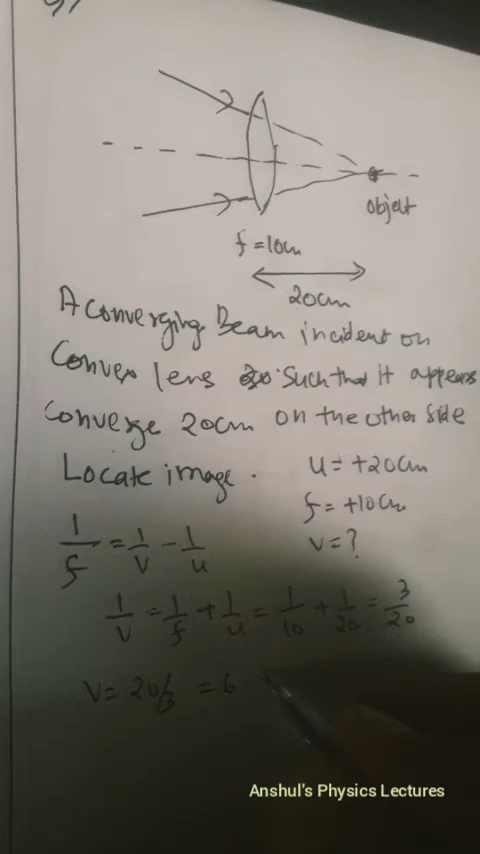 object
f = 10cm
20cm
A converging Beam incident on
Convex lens such that it appears
Converge 20cm on the other side
Locate image.
u = +20cm
f = +10cm
v = ?
1/f = 1/v - 1/u
1/v = 1/f + 1/u = 1/10 + 1/20 = 3/20
v = 20/3 = 6
Anshul's Physics Lectures